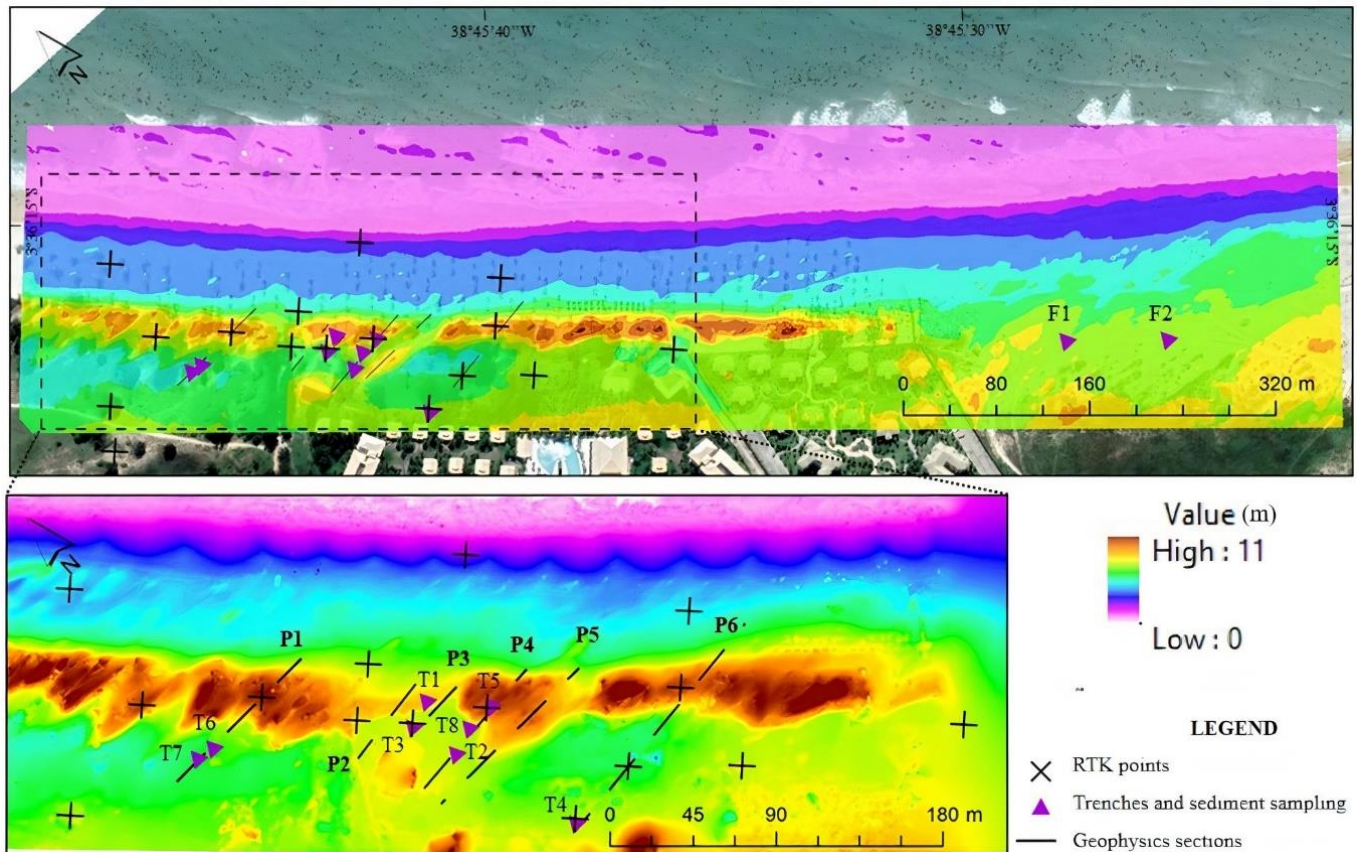 38°45'40"W
38°45'30"W
N
3°36'15"S
3°36'15"S
F1
F2
0 80 160 320 m
N
P1
P3
P4
P5
P6
T1
T5
T6
T3
T8
T7
P2
T2
T4
0 45 90 180 m
Value (m)
High : 11
Low : 0
LEGEND
RTK points
Trenches and sediment sampling
Geophysics sections